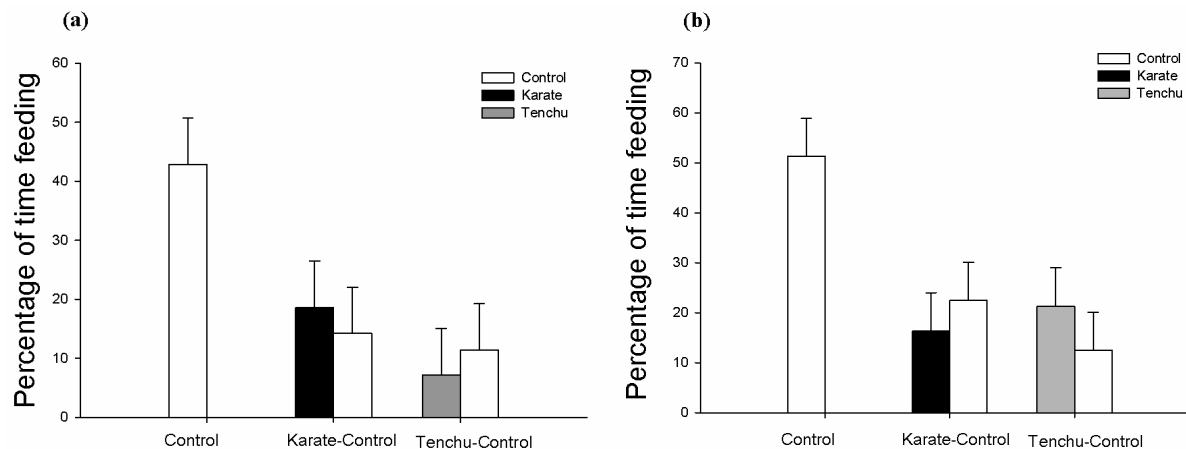 (a)
Percentage of time feeding
60
50
40
30
20
10
0
Control
Karate
Tenchu
Control
Karate-Control
Tenchu-Control
(b)
Percentage of time feeding
70
60
50
40
30
20
10
0
Control
Karate
Tenchu
Control
Karate-Control
Tenchu-Control